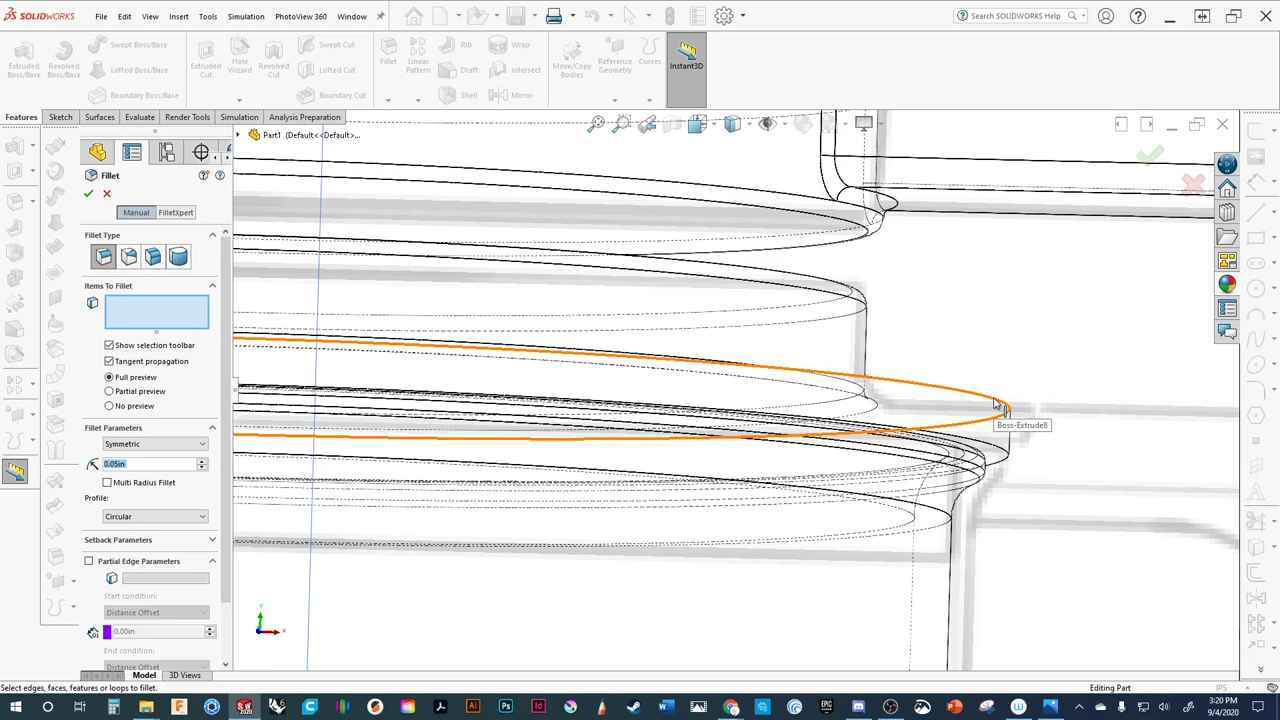 SOLIDWORKS
File Edit View Insert Tools Simulation PhotoView 360 Window
Search SOLIDWORKS Help
Extruded Boss/Base
Revolved Boss/Base
Swept Boss/Base
Lofted Boss/Base
Boundary Boss/Base
Extruded Cut
Hole Wizard
Revolved Cut
Swept Cut
Lofted Cut
Boundary Cut
Fillet
Linear Pattern
Rib
Draft
Shell
Wrap
Intersect
Mirror
Move/Copy Bodies
Reference Geometry
Curves
Instant3D
Features Sketch Surfaces Evaluate Render Tools Simulation Analysis Preparation
Part1 (Default<<Default>...
Fillet
Manual FilletXpert
Fillet Type
Items To Fillet
Show selection toolbar
Tangent propagation
Full preview
Partial preview
No preview
Fillet Parameters
Symmetric
0.05in
Multi Radius Fillet
Profile:
Circular
Setback Parameters
Partial Edge Parameters
Start condition:
Distance Offset
0.00in
End condition:
Distance Offset
Boss-Extrude8
Y
X
Model 3D Views
Select edges, faces, features or loops to fillet.
Editing Part
IPS
3:20 PM
9/4/2020